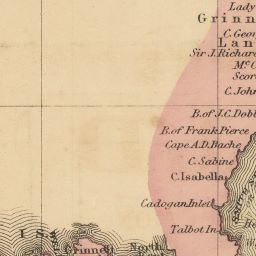 Lady
Grinn
C. Geor
Lan
Sir J. Richard
Mc C
Scor
C. John
B. of J.C. Dobb
B. of Frank Pierce
Cape A.D. Bache
C. Sabine
C. Isabella
Cadogan Inlet
Talbot In
I S.
Grinnell
North